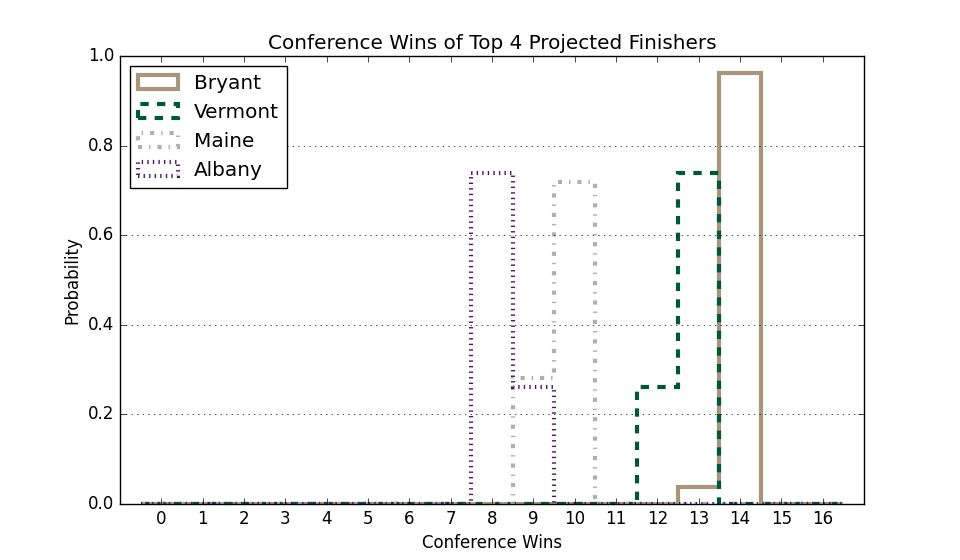 Conference Wins of Top 4 Projected Finishers
1.0
0.8
0.6
0.4
0.2
0.0
Probability
Bryant
Vermont
Maine
Albany
0 1 2 3 4 5 6 7 8 9 10 11 12 13 14 15 16
Conference Wins